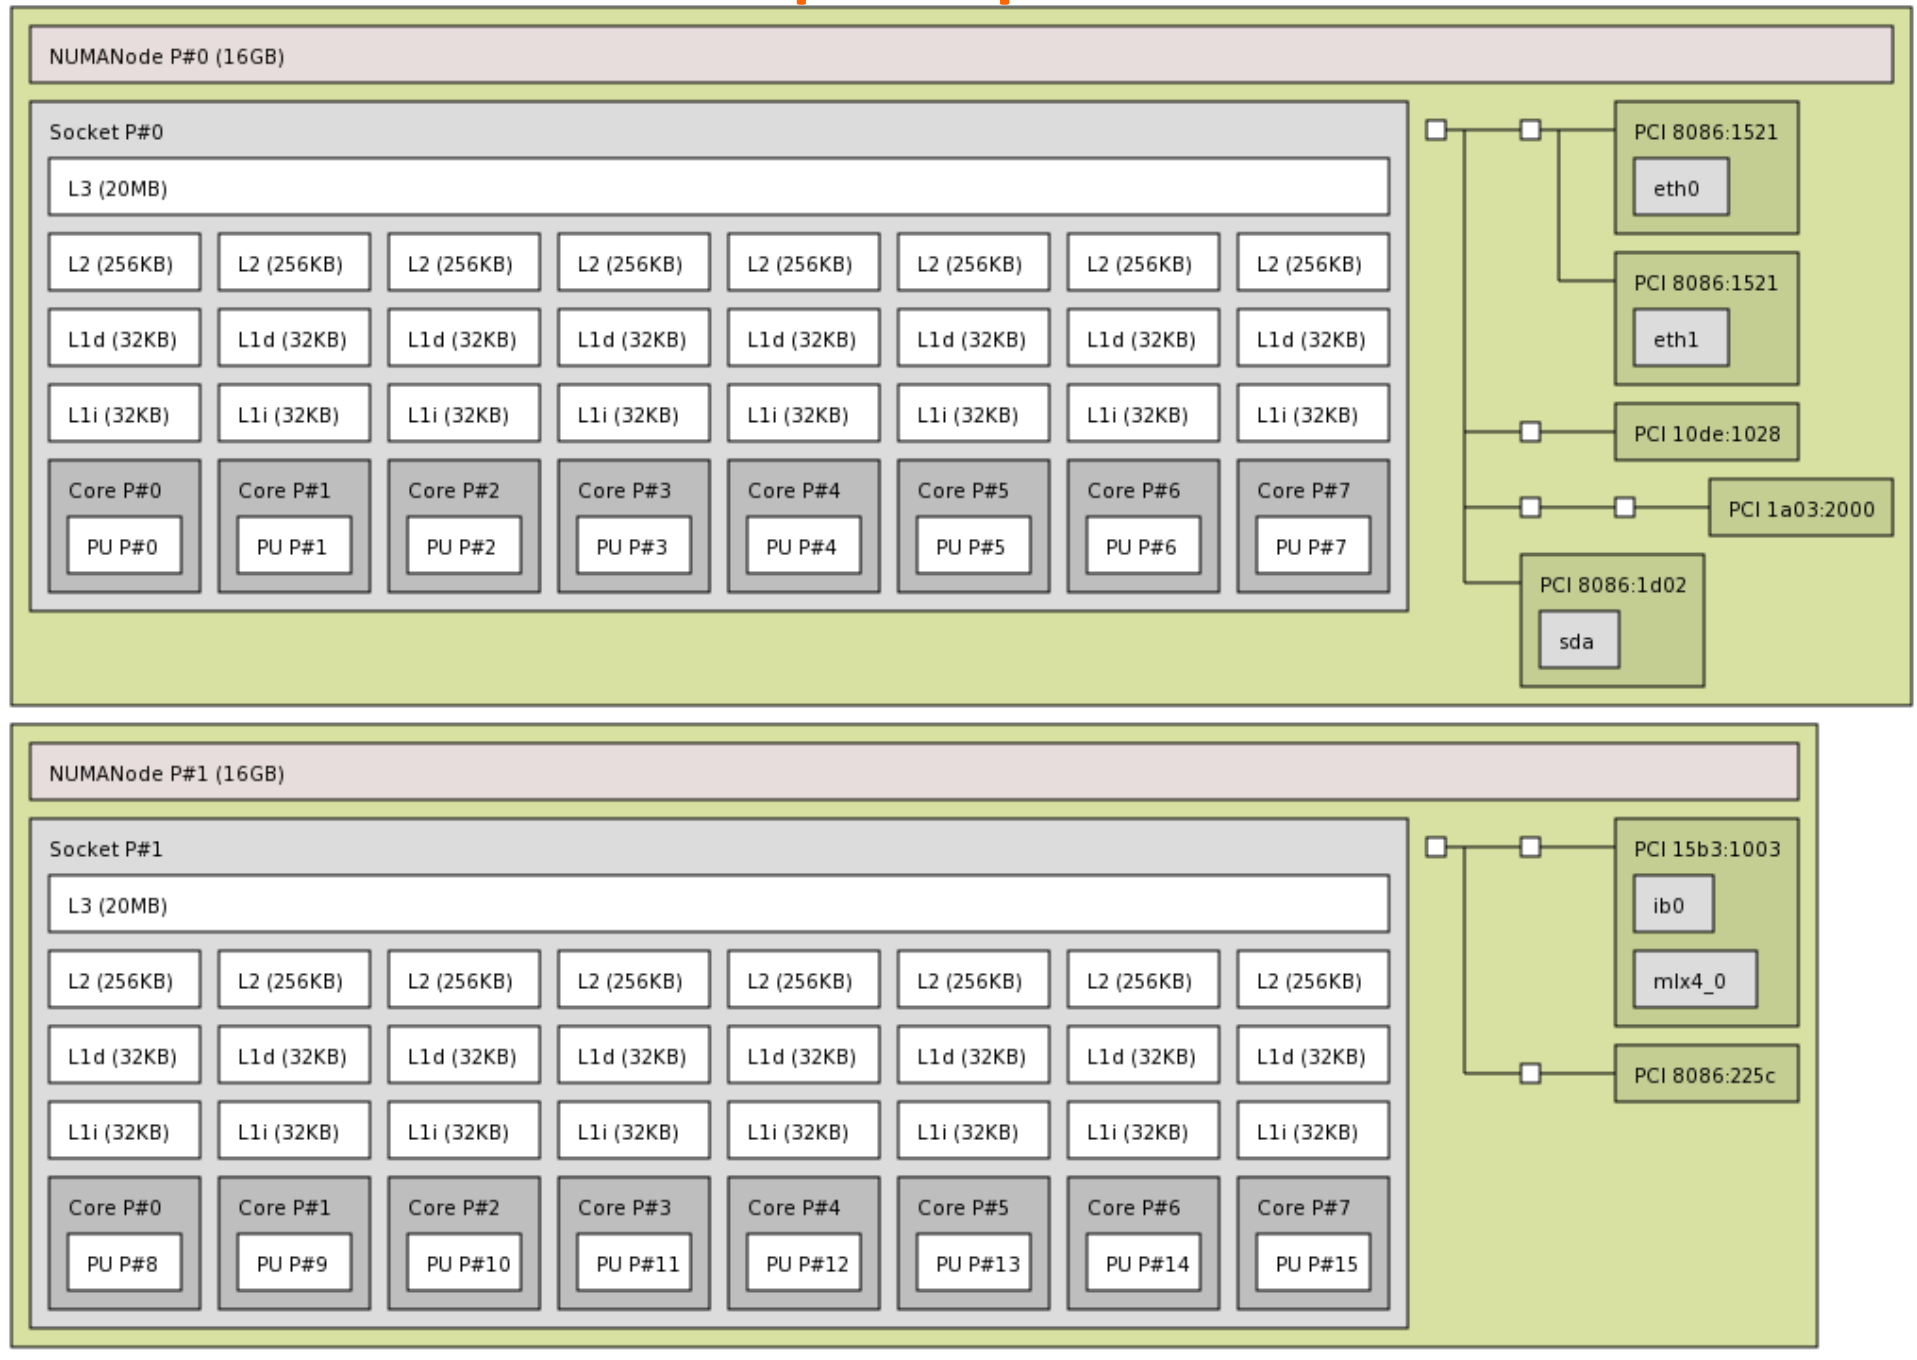 NUMANode P#0 (16GB)
Socket P#0
L3 (20MB)
L2 (256KB) L2 (256KB) L2 (256KB) L2 (256KB) L2 (256KB) L2 (256KB) L2 (256KB) L2 (256KB)
L1d (32KB) L1d (32KB) L1d (32KB) L1d (32KB) L1d (32KB) L1d (32KB) L1d (32KB) L1d (32KB)
L1i (32KB) L1i (32KB) L1i (32KB) L1i (32KB) L1i (32KB) L1i (32KB) L1i (32KB) L1i (32KB)
Core P#0 Core P#1 Core P#2 Core P#3 Core P#4 Core P#5 Core P#6 Core P#7
PU P#0 PU P#1 PU P#2 PU P#3 PU P#4 PU P#5 PU P#6 PU P#7
PCI 8086:1521
eth0
PCI 8086:1521
eth1
PCI 10de:1028
PCI 1a03:2000
PCI 8086:1d02
sda
NUMANode P#1 (16GB)
Socket P#1
L3 (20MB)
L2 (256KB) L2 (256KB) L2 (256KB) L2 (256KB) L2 (256KB) L2 (256KB) L2 (256KB) L2 (256KB)
L1d (32KB) L1d (32KB) L1d (32KB) L1d (32KB) L1d (32KB) L1d (32KB) L1d (32KB) L1d (32KB)
L1i (32KB) L1i (32KB) L1i (32KB) L1i (32KB) L1i (32KB) L1i (32KB) L1i (32KB) L1i (32KB)
Core P#0 Core P#1 Core P#2 Core P#3 Core P#4 Core P#5 Core P#6 Core P#7
PU P#8 PU P#9 PU P#10 PU P#11 PU P#12 PU P#13 PU P#14 PU P#15
PCI 15b3:1003
ib0
mlx4_0
PCI 8086:225c